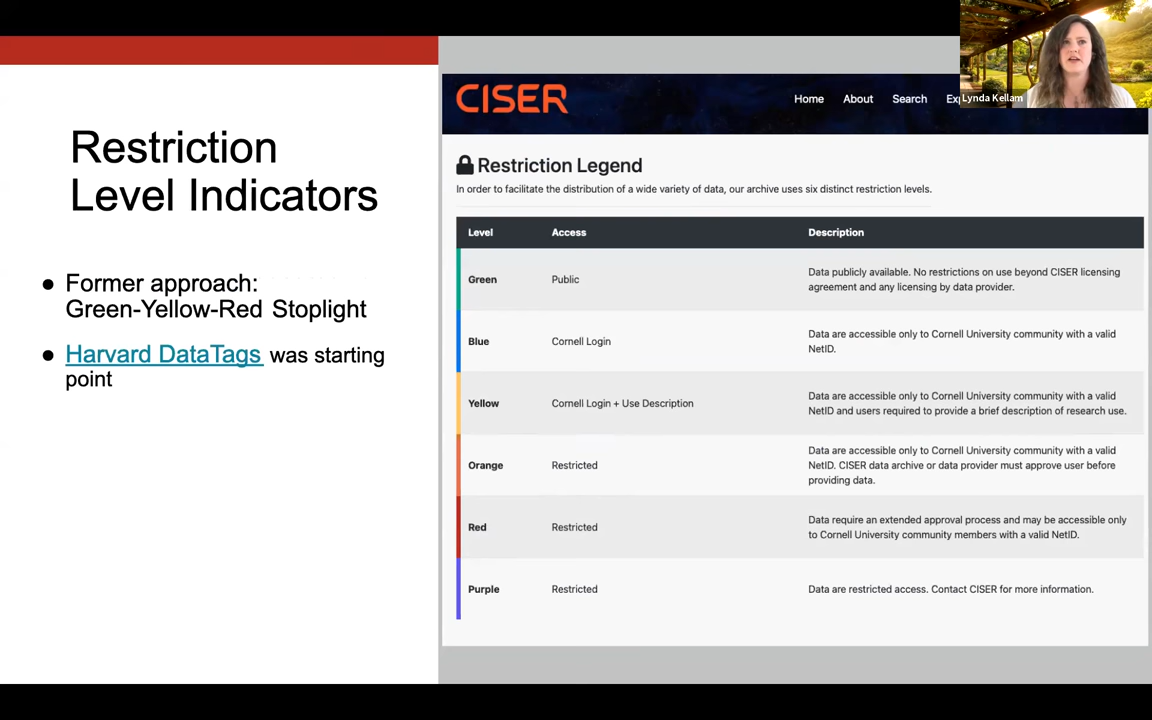 Restriction
Level Indicators
● Former approach:
Green-Yellow-Red Stoplight
● Harvard DataTags was starting
point
CISER
Home About Search
Lynda Kellam
Restriction Legend
In order to facilitate the distribution of a wide variety of data, our archive uses six distinct restriction levels.
Level Access Description
Green Public Data publicly available. No restrictions on use beyond CISER licensing
agreement and any licensing by data provider.
Blue Cornell Login Data are accessible only to Cornell University community with a valid
NetID.
Yellow Cornell Login + Use Description Data are accessible only to Cornell University community with a valid
NetID and users required to provide a brief description of research use.
Orange Restricted Data are accessible only to Cornell University community with a valid
NetID. CISER data archive or data provider must approve user before
providing data.
Red Restricted Data require an extended approval process and may be accessible only
to Cornell University community members with a valid NetID.
Purple Restricted Data are restricted access. Contact CISER for more information.